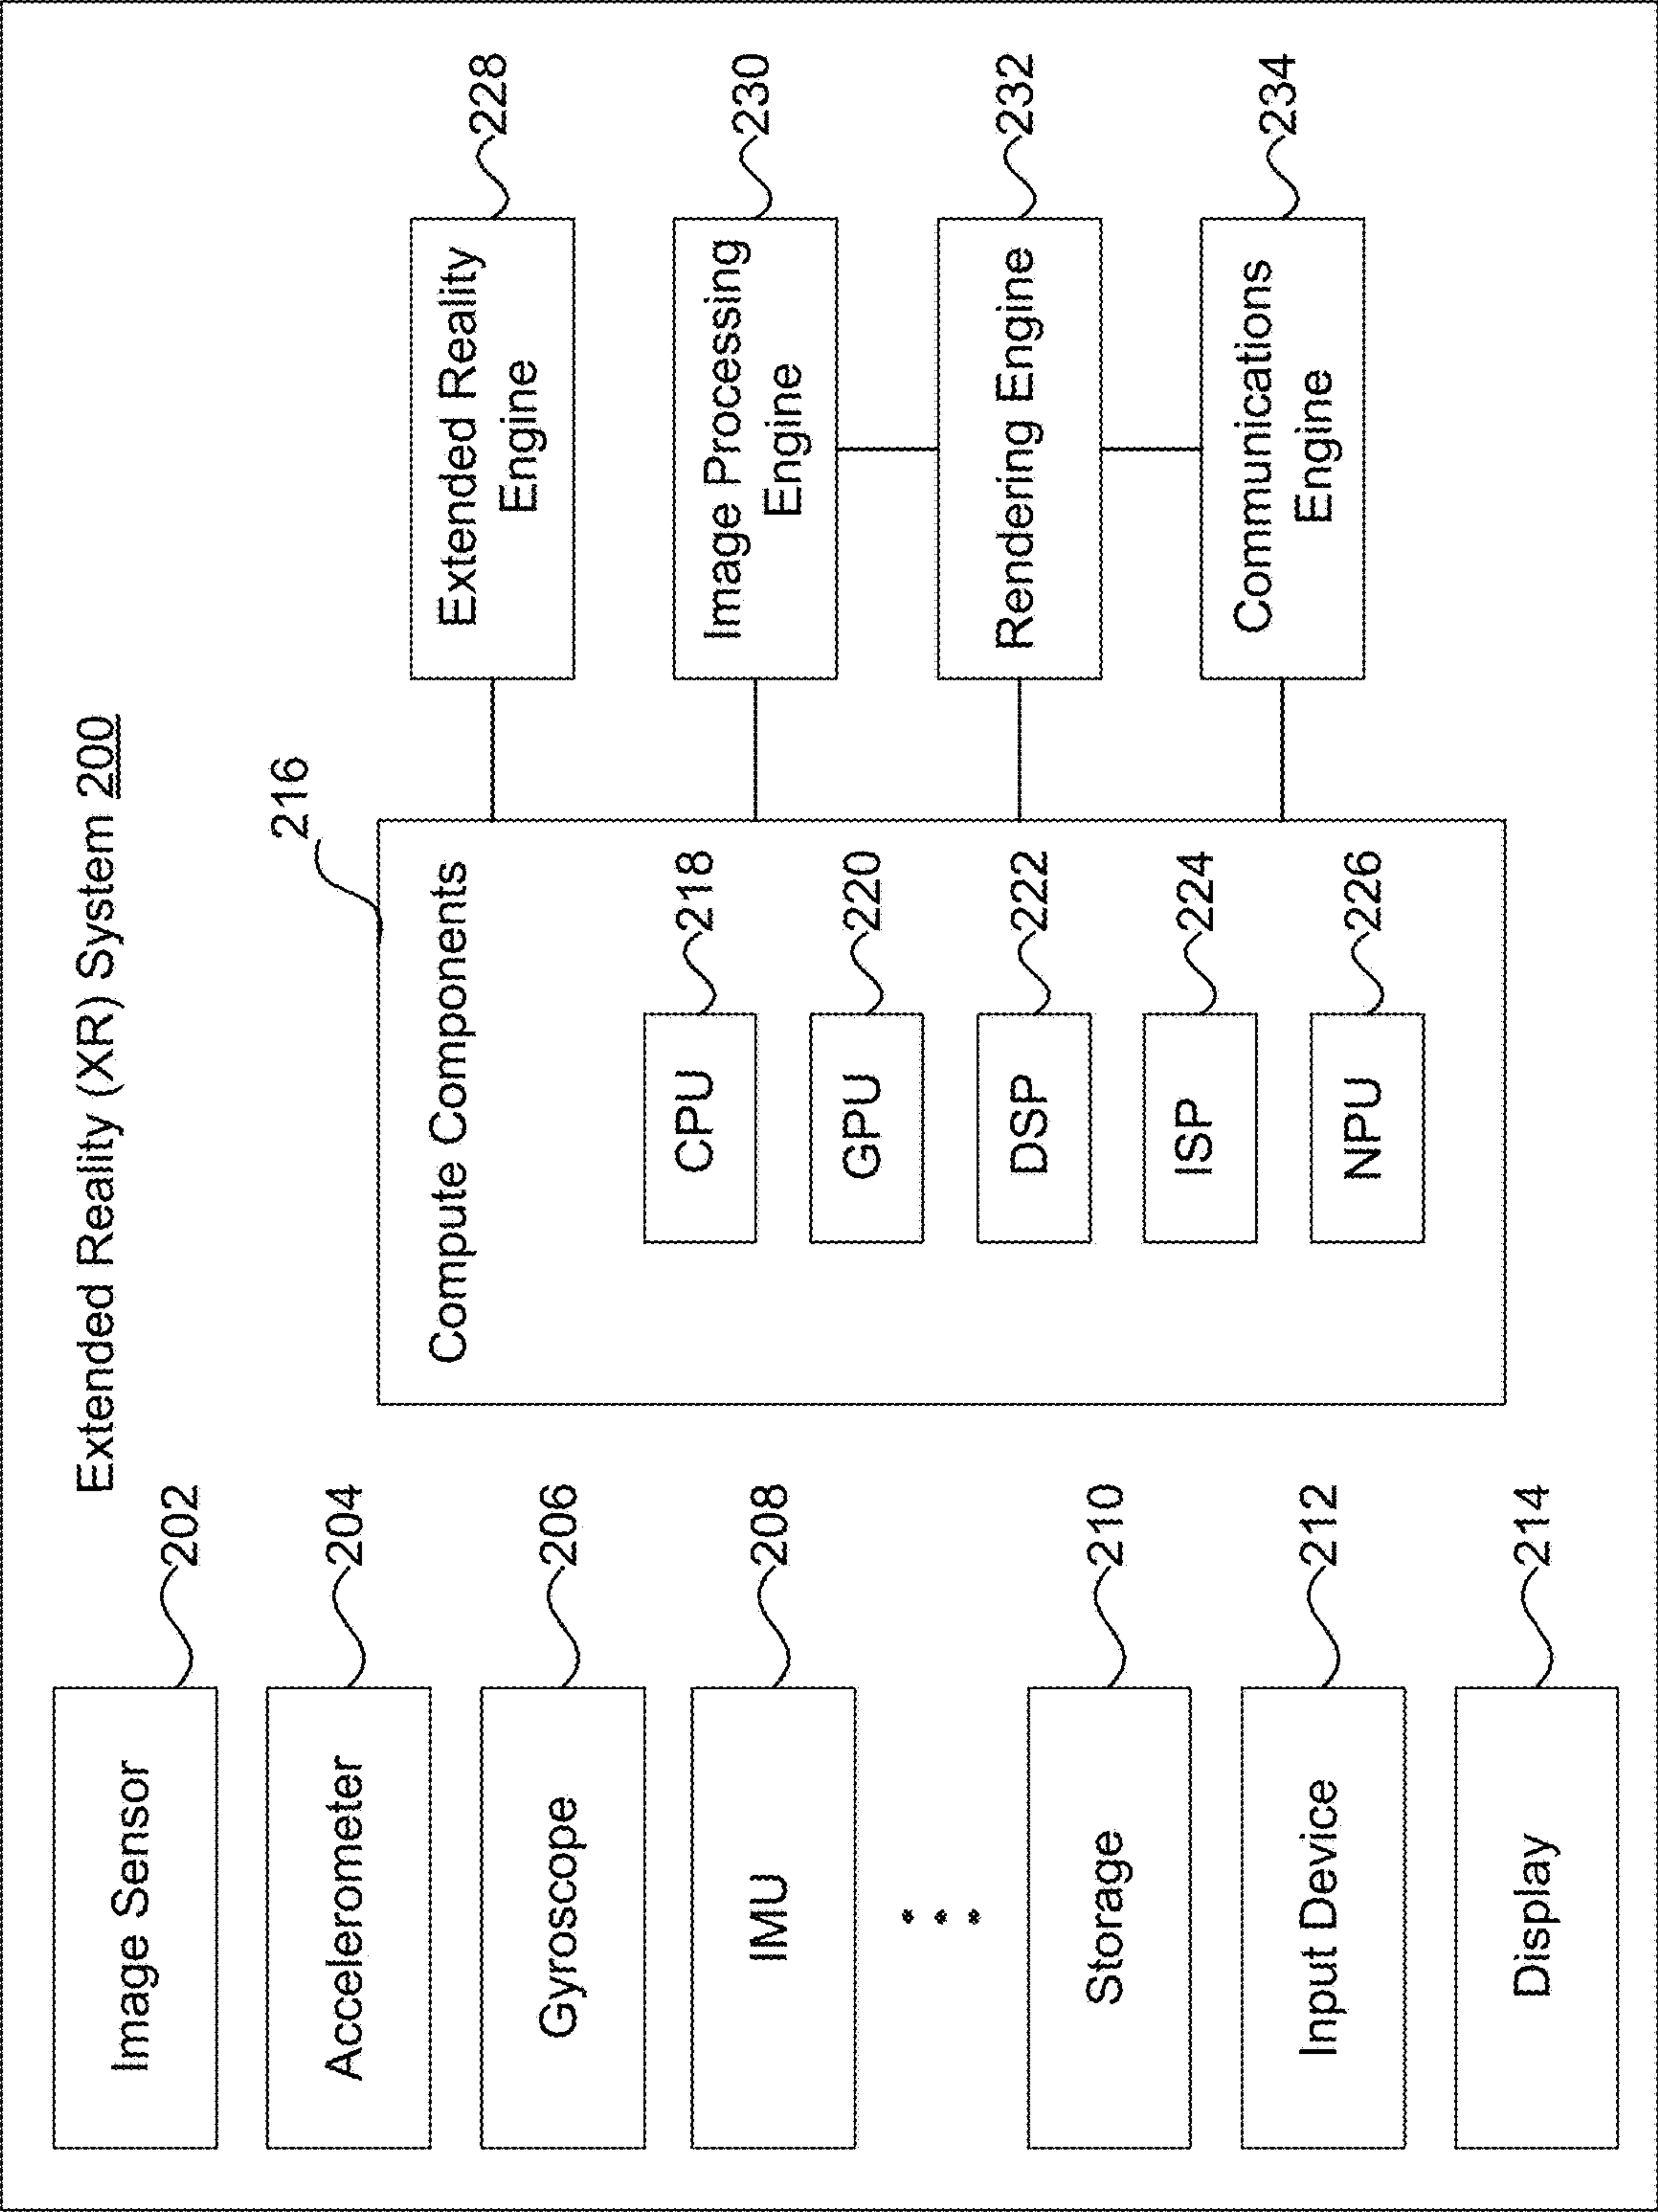 Extended Reality (XR) System 200
Image Sensor
202
Accelerometer
204
Gyroscope
206
IMU
208
Storage
210
Input Device
212
Display
214
216
Compute Components
CPU
218
GPU
220
DSP
222
ISP
224
NPU
226
Extended Reality
Engine
228
Image Processing
Engine
230
Rendering Engine
232
Communications
Engine
234